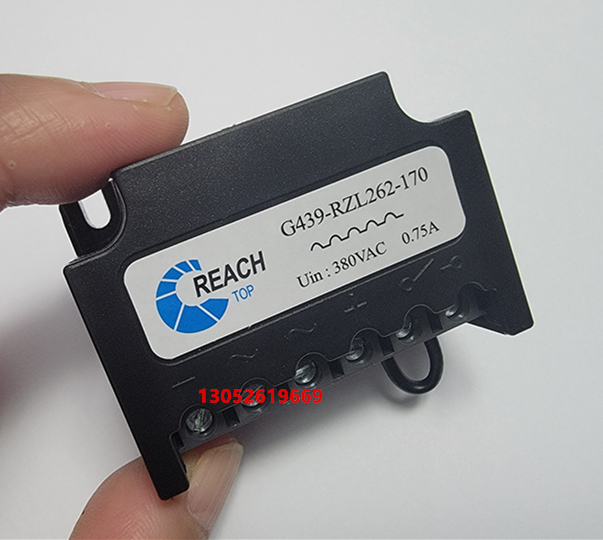 G439-RZL262-170
REACH
TOP
Uin : 380VAC 0.75A
13052619669